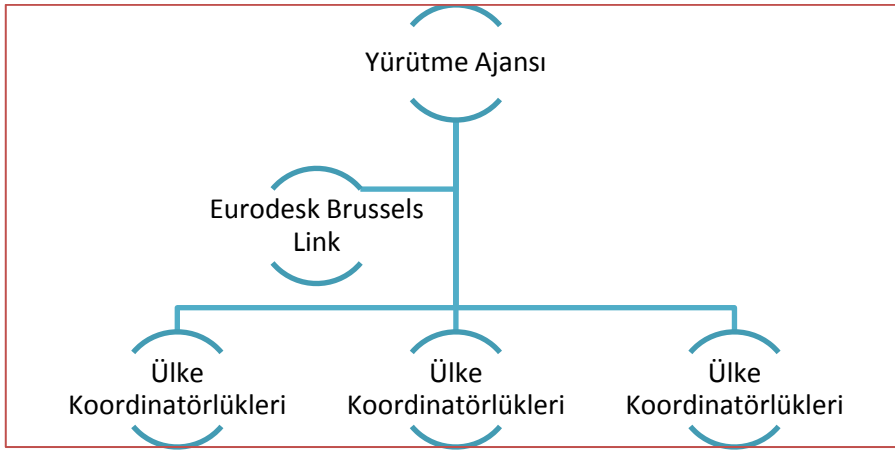 Yürütme Ajansı
Eurodesk Brussels
Link
Ülke
Koordinatörlükleri
Ülke
Koordinatörlükleri
Ülke
Koordinatörlükleri